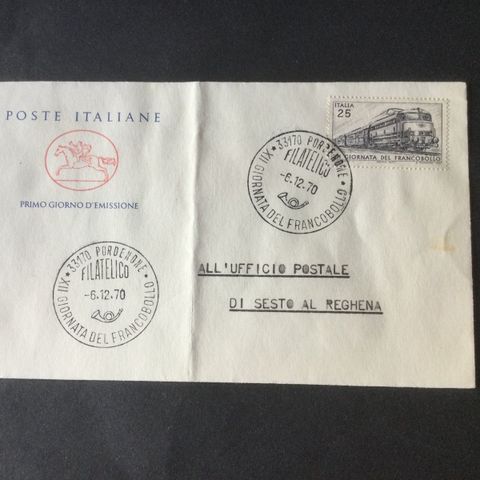 POSTE ITALIANE
PRIMO GIORNO D'EMISSIONE
ITALIA
25
GIORNATA DEL FRANCOBOLLO
* 33170 PORDENONE *
FILATELICO
-6.12.70
XII GIORNATA DEL FRANCOBOLLO
* 33170 PORDENONE *
FILATELICO
-6.12.70
XII GIORNATA DEL FRANCOBOLLO
ALL'UFFICIO POSTALE
DI SESTO AL REGHENA